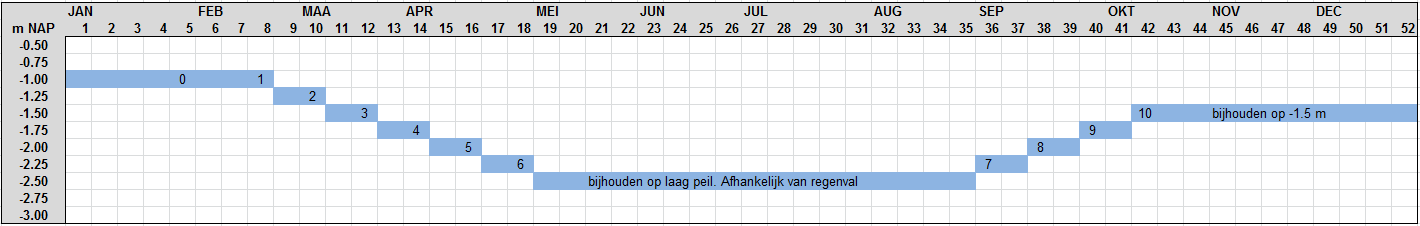 JAN FEB MAA APR MEI JUN JUL AUG SEP OKT NOV DEC
m NAP 1 2 3 4 5 6 7 8 9 10 11 12 13 14 15 16 17 18 19 20 21 22 23 24 25 26 27 28 29 30 31 32 33 34 35 36 37 38 39 40 41 42 44 45 46 47 48 49 50 51 52
-0.50
-0.75
-1.00 0 1
-1.25 2
-1.50 3 10 bijhouden op -1.5 m
-1.75 4 9
-2.00 5 8
-2.25 6 7
-2.50 bijhouden op laag peil. Afhankelijk van regenval
-2.75
-3.00